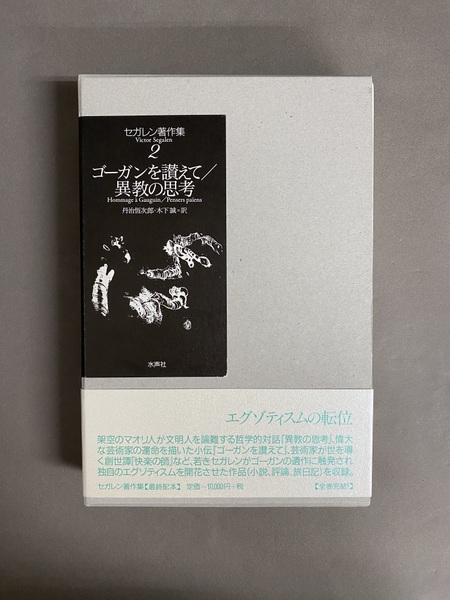 セガレン著作集
Victor Segalen
2
ゴーガンを讃えて／
異教の思考
Hommage à Gauguin／Pensers païens
丹治恆次郎・木下誠＝訳
水声社
エグゾティスムの転位
架空のマオリ人が文明人を論難する哲学的対話「異教の思考」、偉大
な芸術家の運命を描いた小伝「ゴーガンを讃えて」、芸術家が世を導
く創世譚「快楽の師」など、若きセガレンがゴーガンの遺作に触発され
独自のエグゾティスムを開花させた作品（小説、評論、旅日記）を収録。
セガレン著作集【最終配本】 定価―10,000円＋税 【全巻完結!】